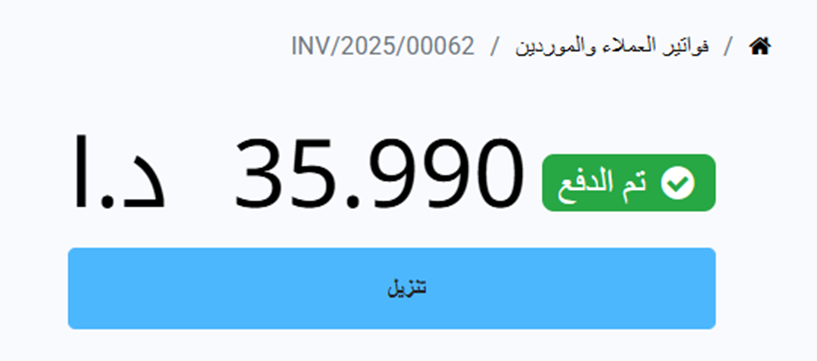 / فواتير العملاء والموردين / INV/2025/00062
تم الدفع 35.990 د.ا
تنزيل